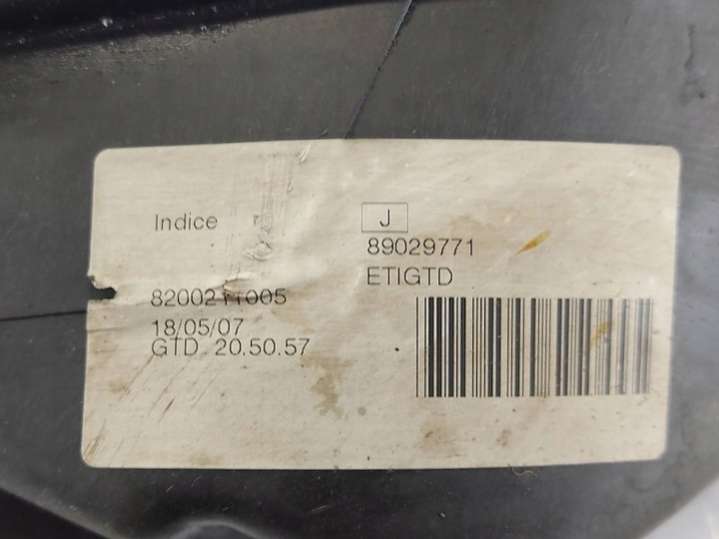 Indice
J
89029771
ETIGTD
8200211005
18/05/07
GTD 20.50.57